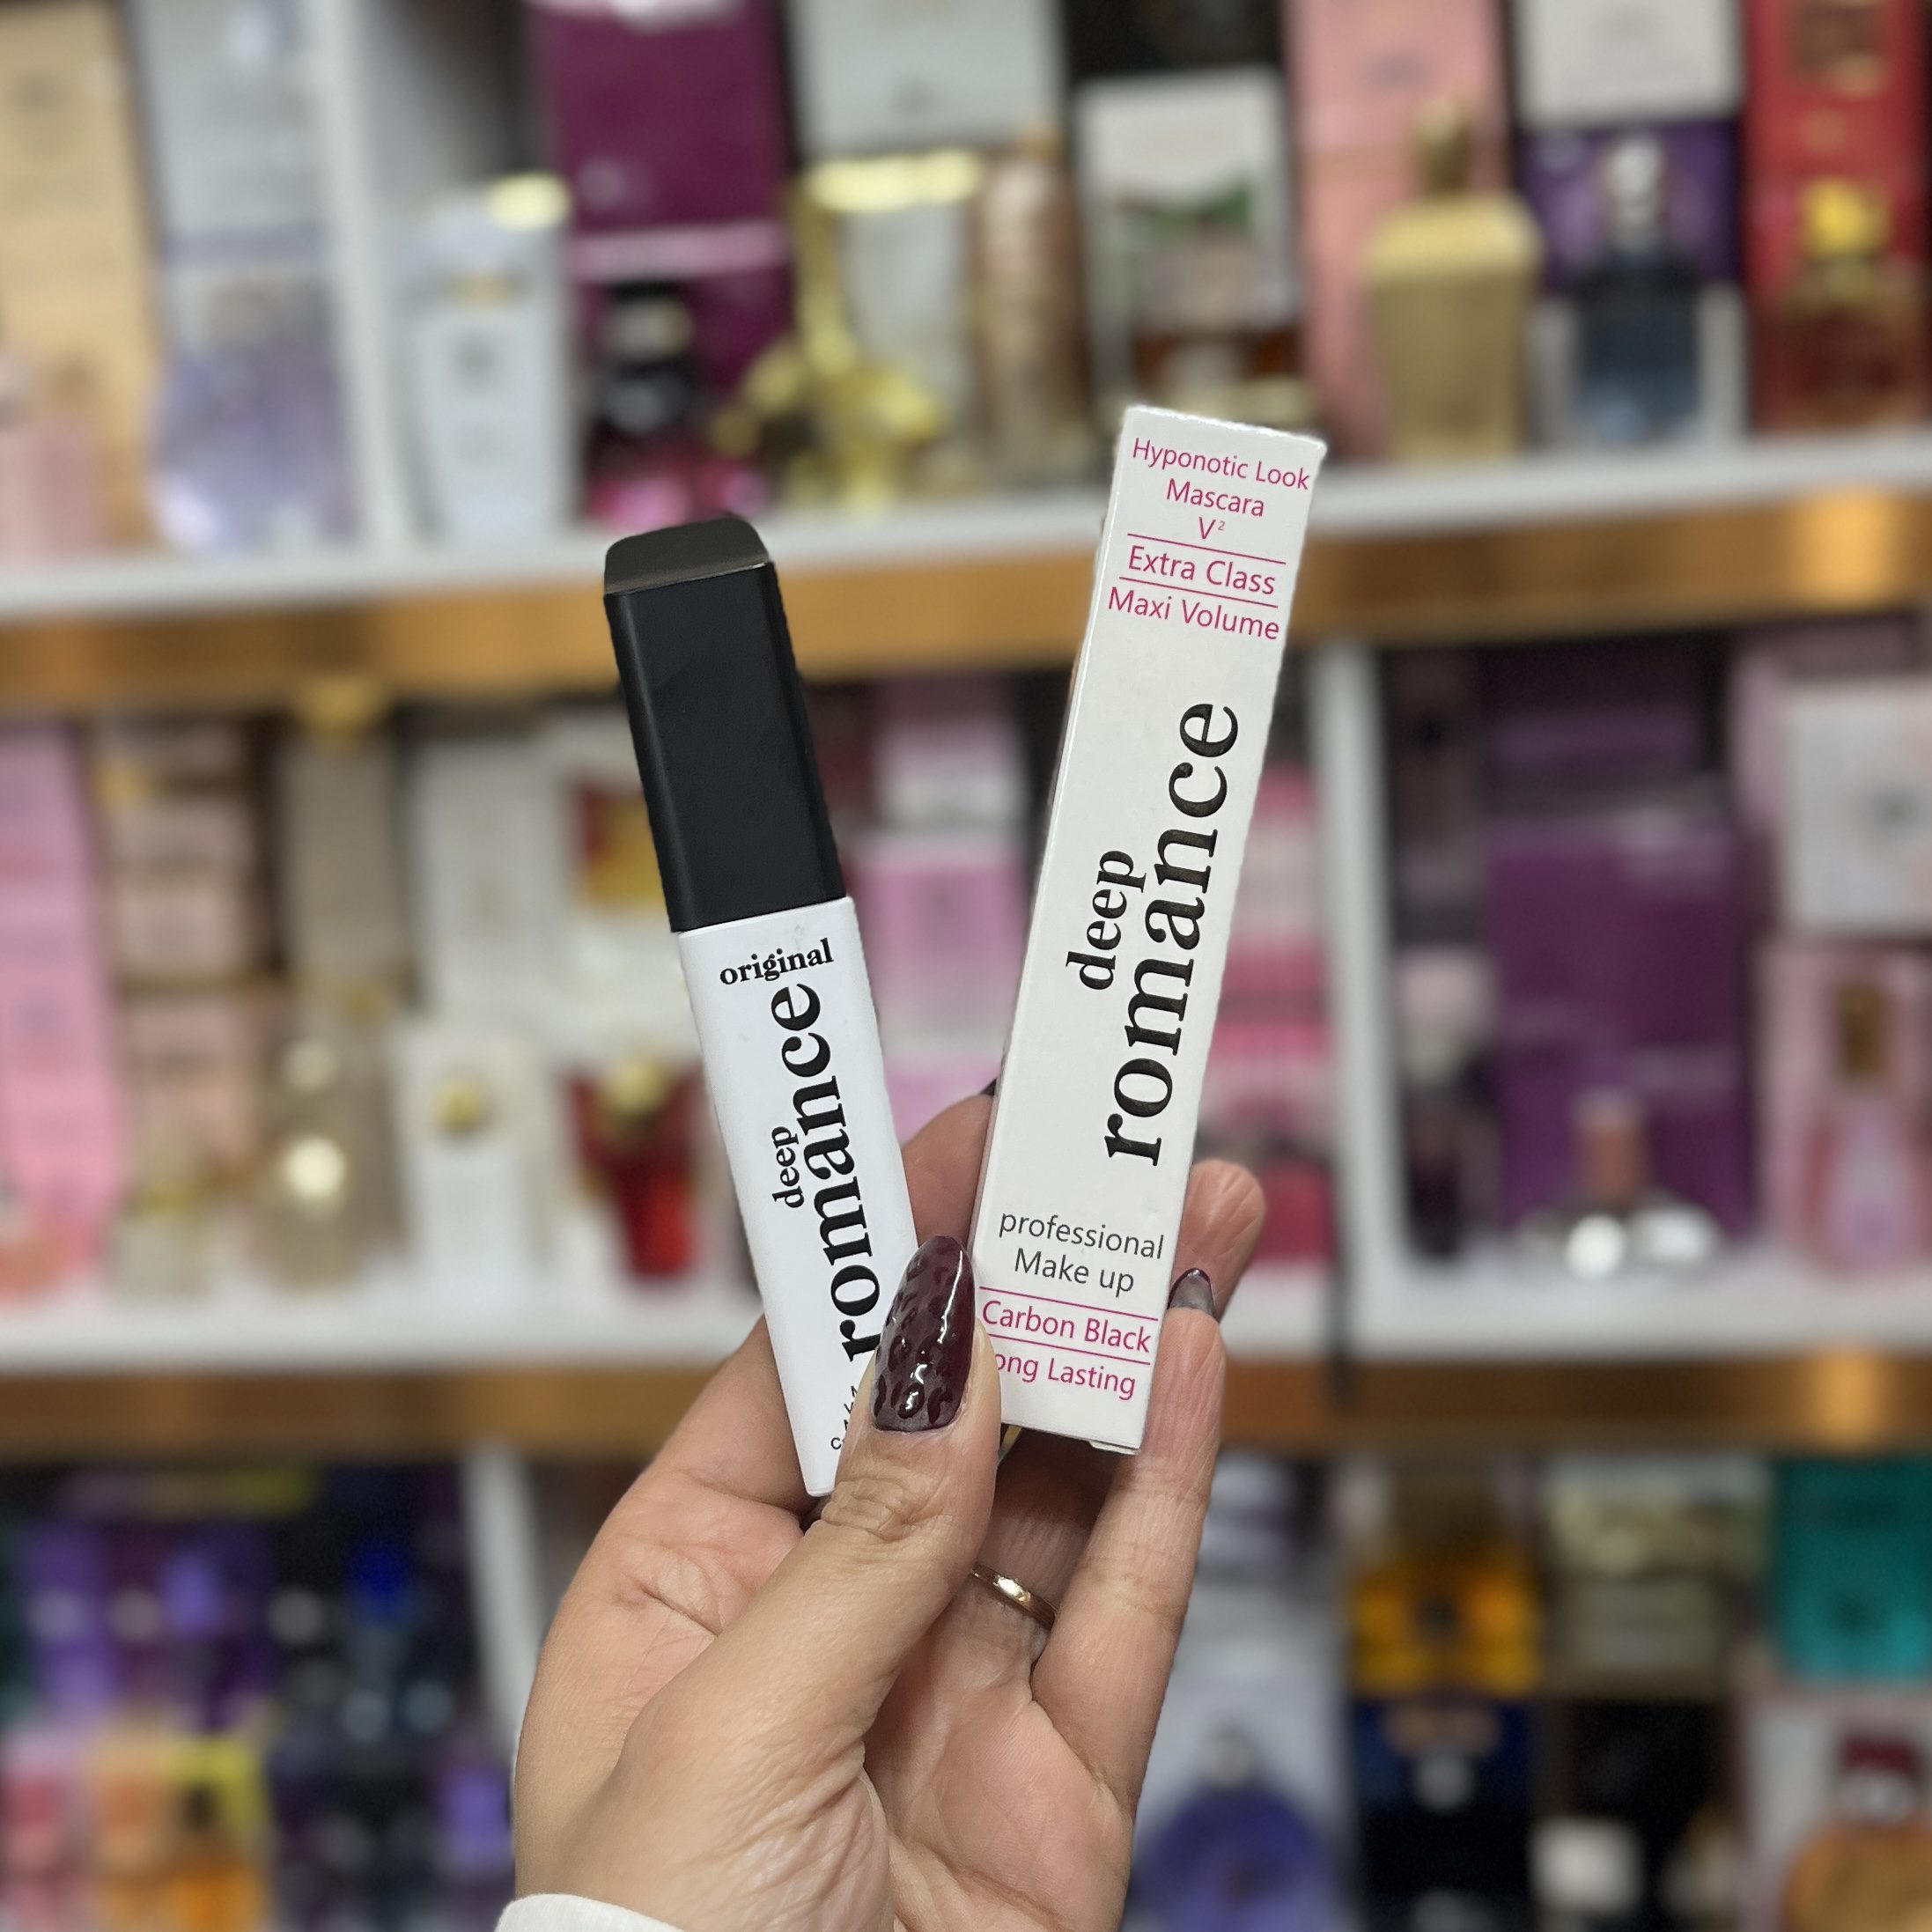 original
deep
romance
Hyponotic Look
Mascara
V²
Extra Class
Maxi Volume
deep
romance
professional
Make up
Carbon Black
Lasting